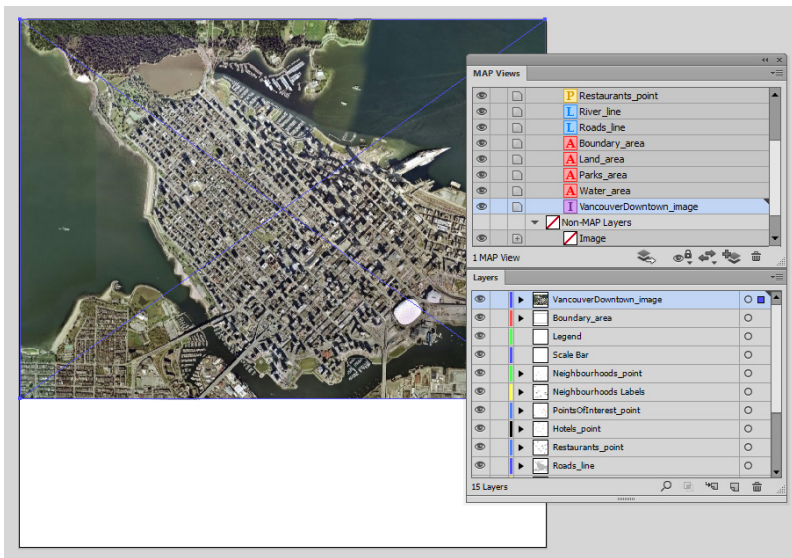 MAP Views
P Restaurants_point
L River_line
L Roads_line
A Boundary_area
A Land_area
A Parks_area
A Water_area
I VancouverDowntown_image
Non-MAP Layers
Image
1 MAP View
Layers
VancouverDowntown_image
Boundary_area
Legend
Scale Bar
Neighbourhoods_point
Neighbourhoods Labels
PointsOfInterest_point
Hotels_point
Restaurants_point
Roads_line
15 Layers